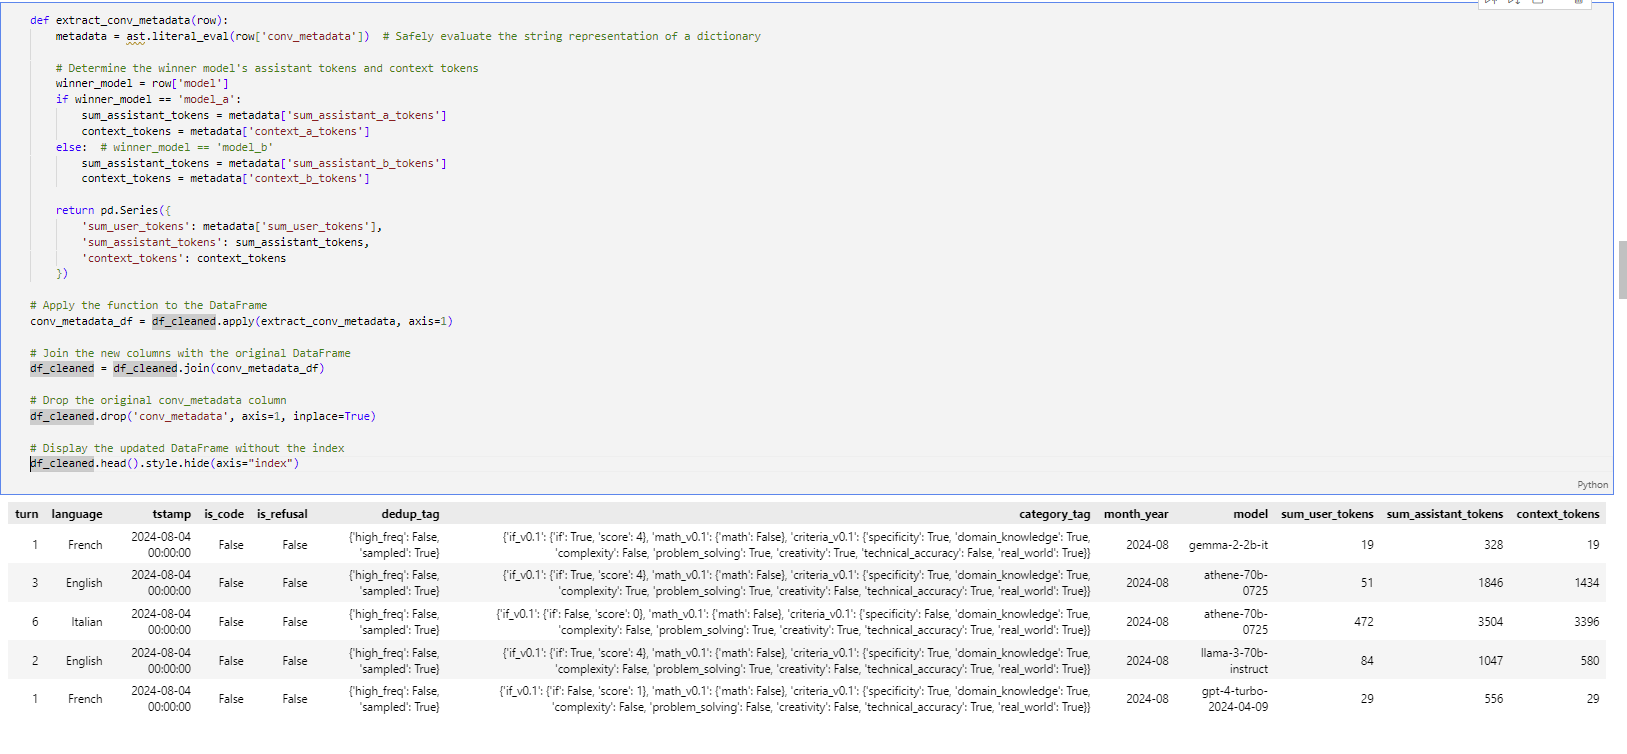 def extract_conv_metadata(row):
    metadata = ast.literal_eval(row['conv_metadata'])  # Safely evaluate the string representation of a dictionary
    # Determine the winner model's assistant tokens and context tokens
    winner_model = row['model']
    if winner_model == 'model_a':
        sum_assistant_tokens = metadata['sum_assistant_a_tokens']
        context_tokens = metadata['context_a_tokens']
    else:  # winner_model == 'model_b'
        sum_assistant_tokens = metadata['sum_assistant_b_tokens']
        context_tokens = metadata['context_b_tokens']
    return pd.Series({
        'sum_user_tokens': metadata['sum_user_tokens'],
        'sum_assistant_tokens': sum_assistant_tokens,
        'context_tokens': context_tokens
    })
# Apply the function to the DataFrame
conv_metadata_df = df_cleaned.apply(extract_conv_metadata, axis=1)
# Join the new columns with the original DataFrame
df_cleaned = df_cleaned.join(conv_metadata_df)
# Drop the original conv_metadata column
df_cleaned.drop('conv_metadata', axis=1, inplace=True)
# Display the updated DataFrame without the index
df_cleaned.head().style.hide(axis="index")
Python
turn language tstamp is_code is_refusal dedup_tag category_tag month_year model sum_user_tokens sum_assistant_tokens context_tokens
2024-08-04 {'high_freq': False, {'if_v0.1': {'if': True, 'score': 4}, 'math_v0.1': {'math': False}, 'criteria_v0.1': {'specificity': True, 'domain_knowledge': True,
1 French False False 2024-08 gemma-2-2b-it 19 328 19
00:00:00 'sampled': True} 'complexity': False, 'problem_solving': True, 'creativity': True, 'technical_accuracy': False, 'real_world': True}}
2024-08-04 {'high_freq': False, {'if_v0.1': {'if': True, 'score': 4}, 'math_v0.1': {'math': False}, 'criteria_v0.1': {'specificity': True, 'domain_knowledge': True, athene-70b-
3 English False False 2024-08 51 1846 1434
00:00:00 'sampled': True} 'complexity': True, 'problem_solving': True, 'creativity': False, 'technical_accuracy': True, 'real_world': True}} 0725
2024-08-04 {'high_freq': False, {'if_v0.1': {'if': False, 'score': 0}, 'math_v0.1': {'math': False}, 'criteria_v0.1': {'specificity': False, 'domain_knowledge': True, athene-70b-
6 Italian False False 2024-08 472 3504 3396
00:00:00 'sampled': True} 'complexity': False, 'problem_solving': True, 'creativity': True, 'technical_accuracy': True, 'real_world': True}} 0725
2024-08-04 {'high_freq': False, {'if_v0.1': {'if': True, 'score': 4}, 'math_v0.1': {'math': False}, 'criteria_v0.1': {'specificity': True, 'domain_knowledge': True, llama-3-70b-
2 English False False 2024-08 84 1047 580
00:00:00 'sampled': True} 'complexity': False, 'problem_solving': True, 'creativity': False, 'technical_accuracy': True, 'real_world': True}} instruct
2024-08-04 {'high_freq': False, {'if_v0.1': {'if': False, 'score': 1}, 'math_v0.1': {'math': False}, 'criteria_v0.1': {'specificity': True, 'domain_knowledge': True, gpt-4-turbo-
1 French False False 2024-08 29 556 29
00:00:00 'sampled': True} 'complexity': False, 'problem_solving': False, 'creativity': False, 'technical_accuracy': True, 'real_world': True}} 2024-04-09